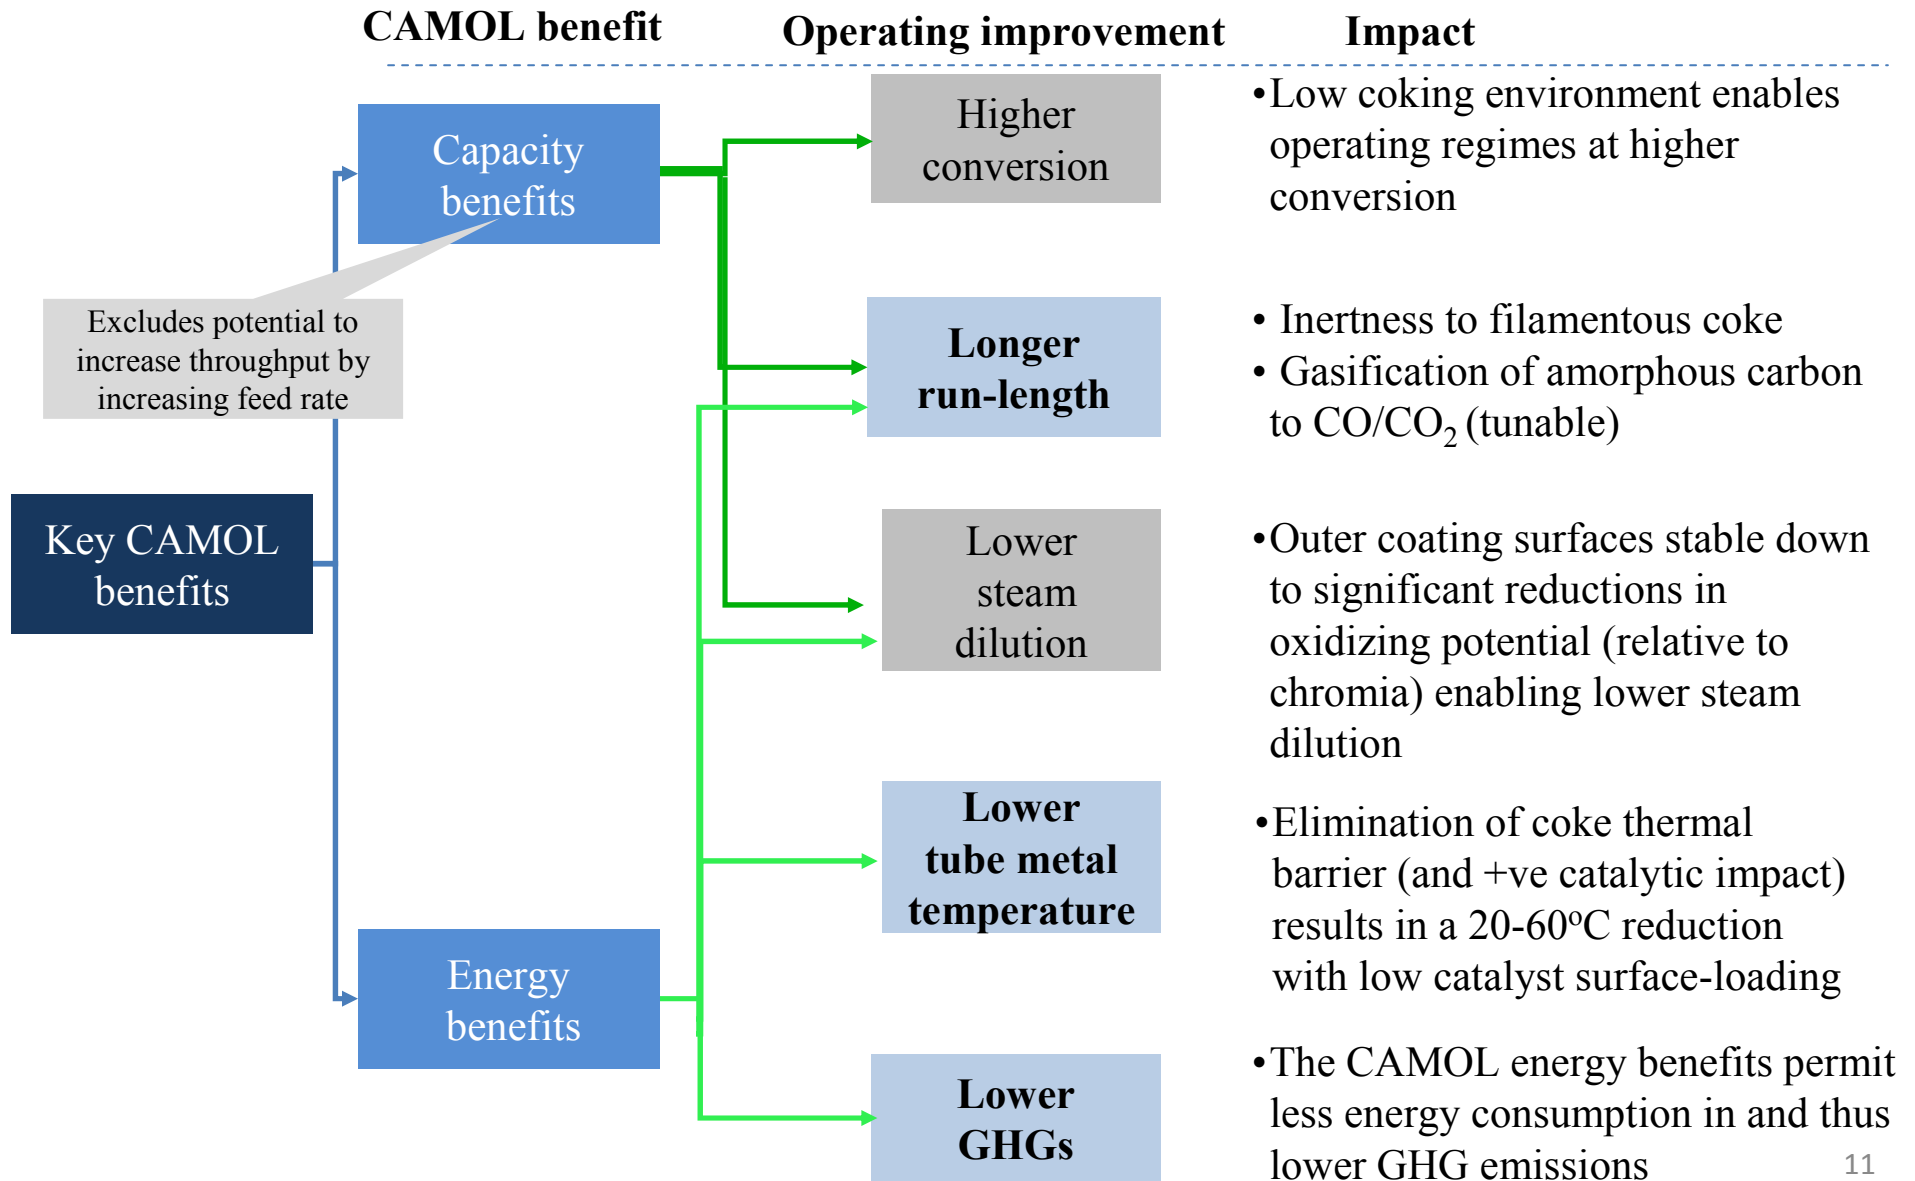 CAMOL benefit
Operating improvement
Impact
Capacity
benefits
Higher
conversion
•Low coking environment enables
operating regimes at higher
conversion
Excludes potential to
increase throughput by
increasing feed rate
Longer
run-length
• Inertness to filamentous coke
• Gasification of amorphous carbon
to CO/CO₂ (tunable)
Key CAMOL
benefits
Lower
steam
dilution
•Outer coating surfaces stable down
to significant reductions in
oxidizing potential (relative to
chromia) enabling lower steam
dilution
Lower
tube metal
temperature
•Elimination of coke thermal
barrier (and +ve catalytic impact)
results in a 20-60ºC reduction
with low catalyst surface-loading
Energy
benefits
Lower
GHGs
•The CAMOL energy benefits permit
less energy consumption in and thus
lower GHG emissions
11